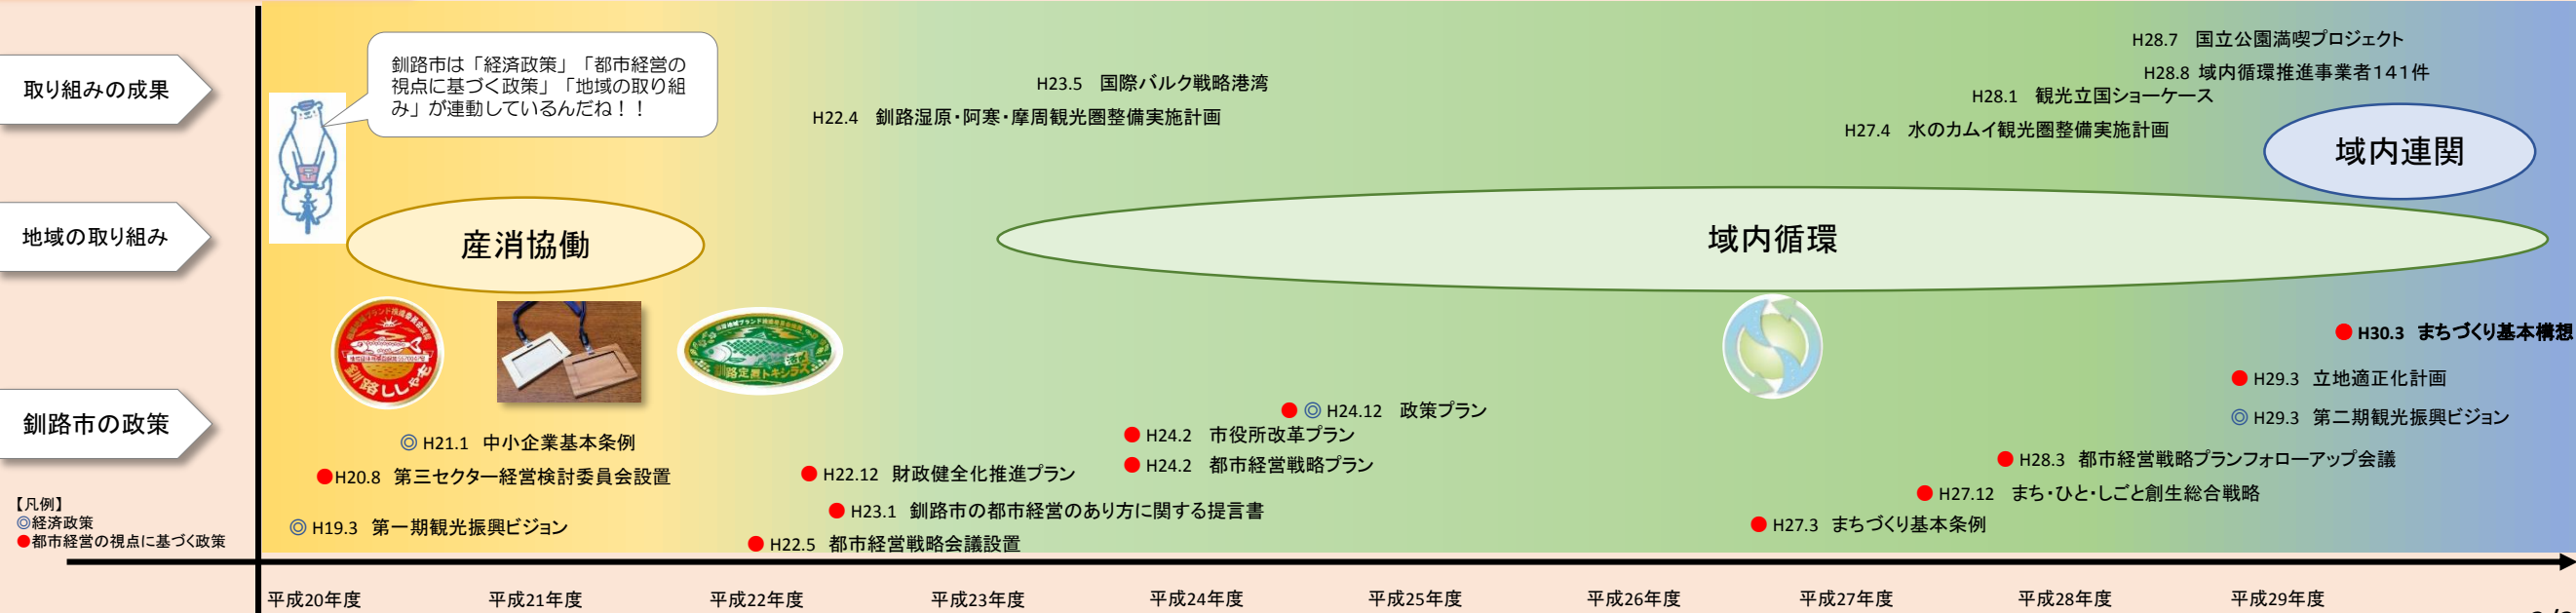 取り組みの成果
釧路市は「経済政策」「都市経営の
視点に基づく政策」「地域の取り組
み」が連動しているんだね！！
H23.5 国際バルク戦略港湾
H22.4 釧路湿原・阿寒・摩周観光圏整備実施計画
H28.7 国立公園満喫プロジェクト
H28.8 域内循環推進事業者141件
H28.1 観光立国ショーケース
H27.4 水のカムイ観光圏整備実施計画
域内連関
地域の取り組み
産消協働
域内循環
釧路ししゃも
釧路定置トキシラズ
釧路市の政策
●H30.3 まちづくり基本構想
●H29.3 立地適正化計画
◎H29.3 第二期観光振興ビジョン
●◎H24.12 政策プラン
●H24.2 市役所改革プラン
●H24.2 都市経営戦略プラン
◎H21.1 中小企業基本条例
●H20.8 第三セクター経営検討委員会設置
◎H19.3 第一期観光振興ビジョン
●H22.12 財政健全化推進プラン
●H23.1 釧路市の都市経営のあり方に関する提言書
●H22.5 都市経営戦略会議設置
●H28.3 都市経営戦略プランフォローアップ会議
●H27.12 まち・ひと・しごと創生総合戦略
●H27.3 まちづくり基本条例
【凡例】
◎経済政策
●都市経営の視点に基づく政策
平成20年度 平成21年度 平成22年度 平成23年度 平成24年度 平成25年度 平成26年度 平成27年度 平成28年度 平成29年度